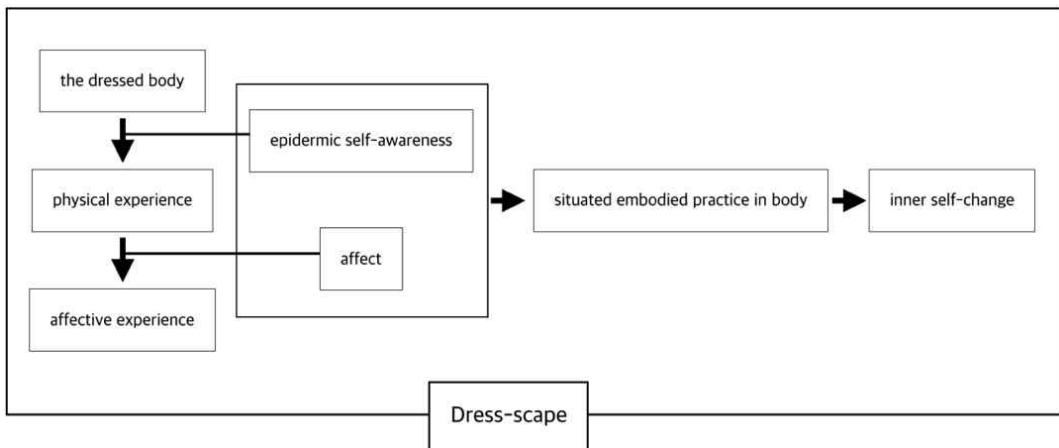 the dressed body
epidermic self-awareness
physical experience
situated embodied practice in body
inner self-change
affect
affective experience
Dress-scape